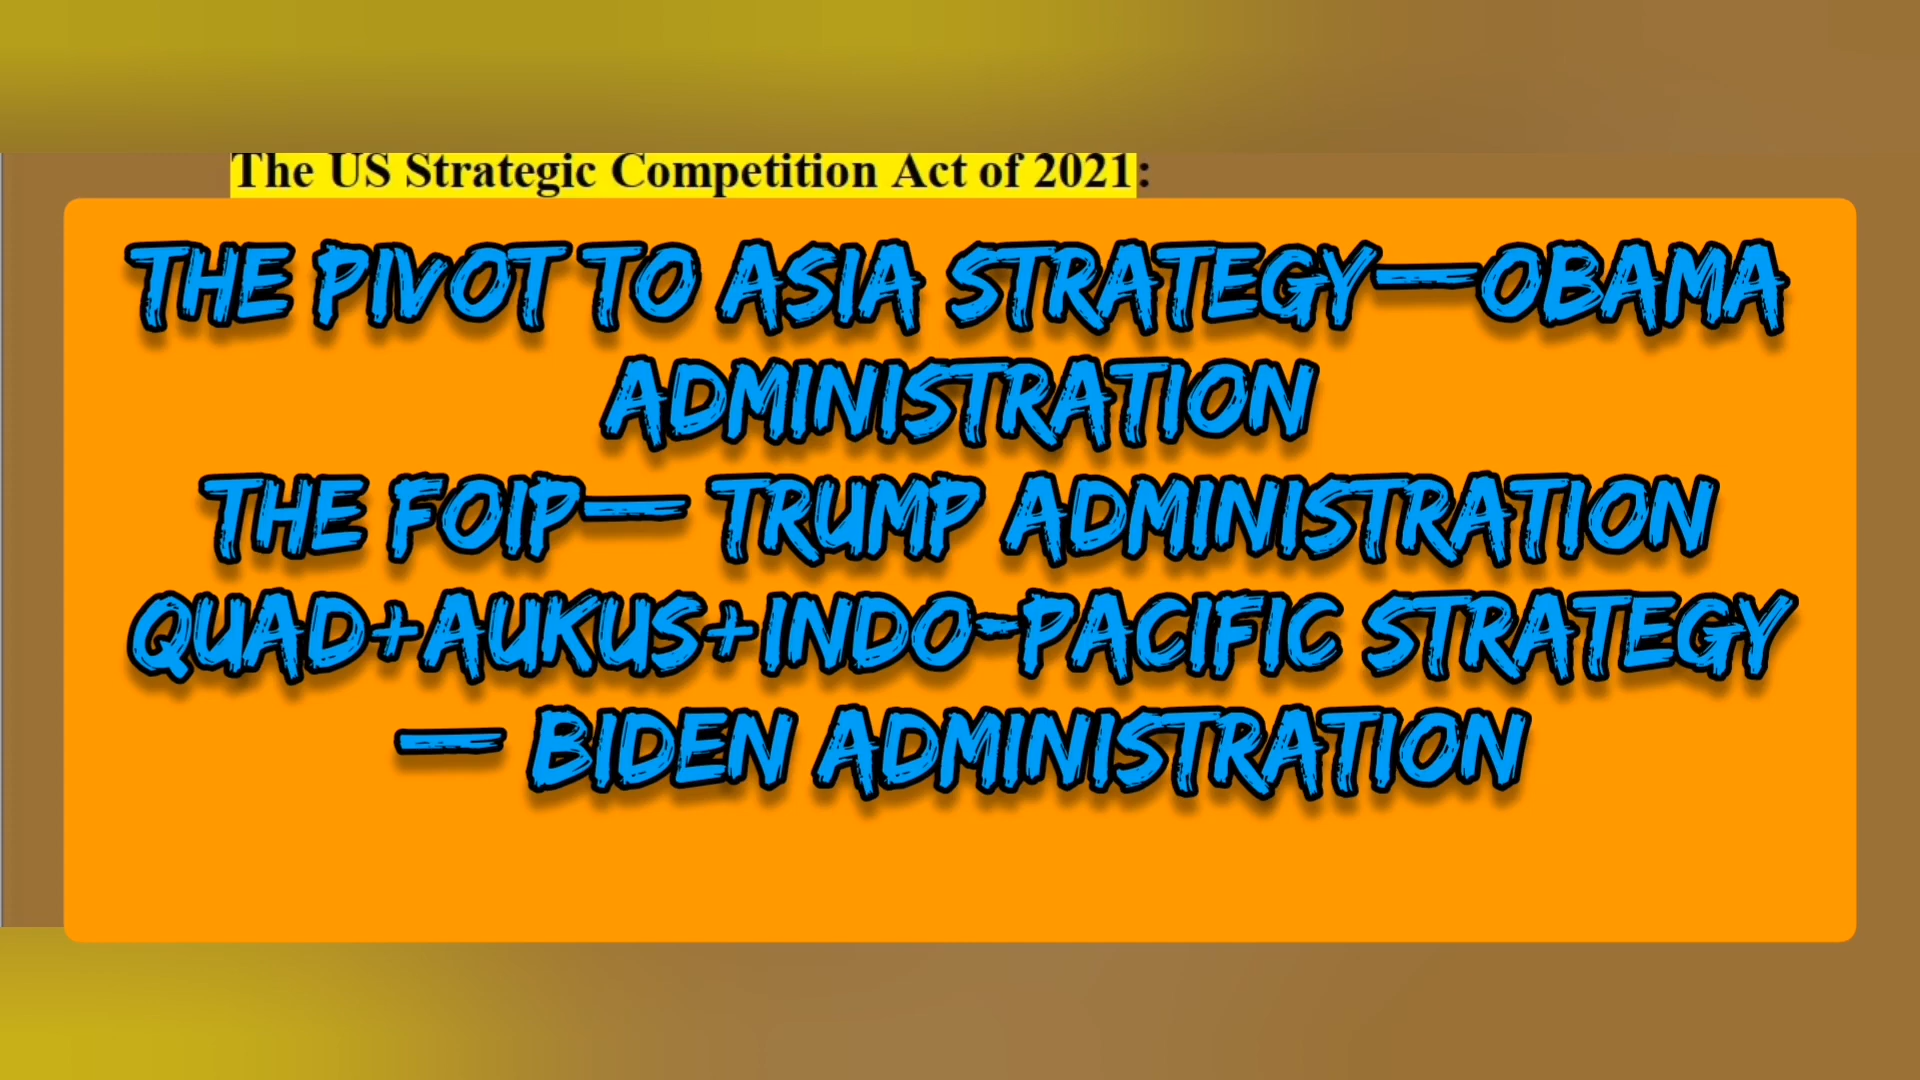 The US Strategic Competition Act of 2021:
THE PIVOT TO ASIA STRATEGY—OBAMA
ADMINISTRATION
THE FOIP— TRUMP ADMINISTRATION
QUAD+AUKUS+INDO-PACIFIC STRATEGY
— BIDEN ADMINISTRATION